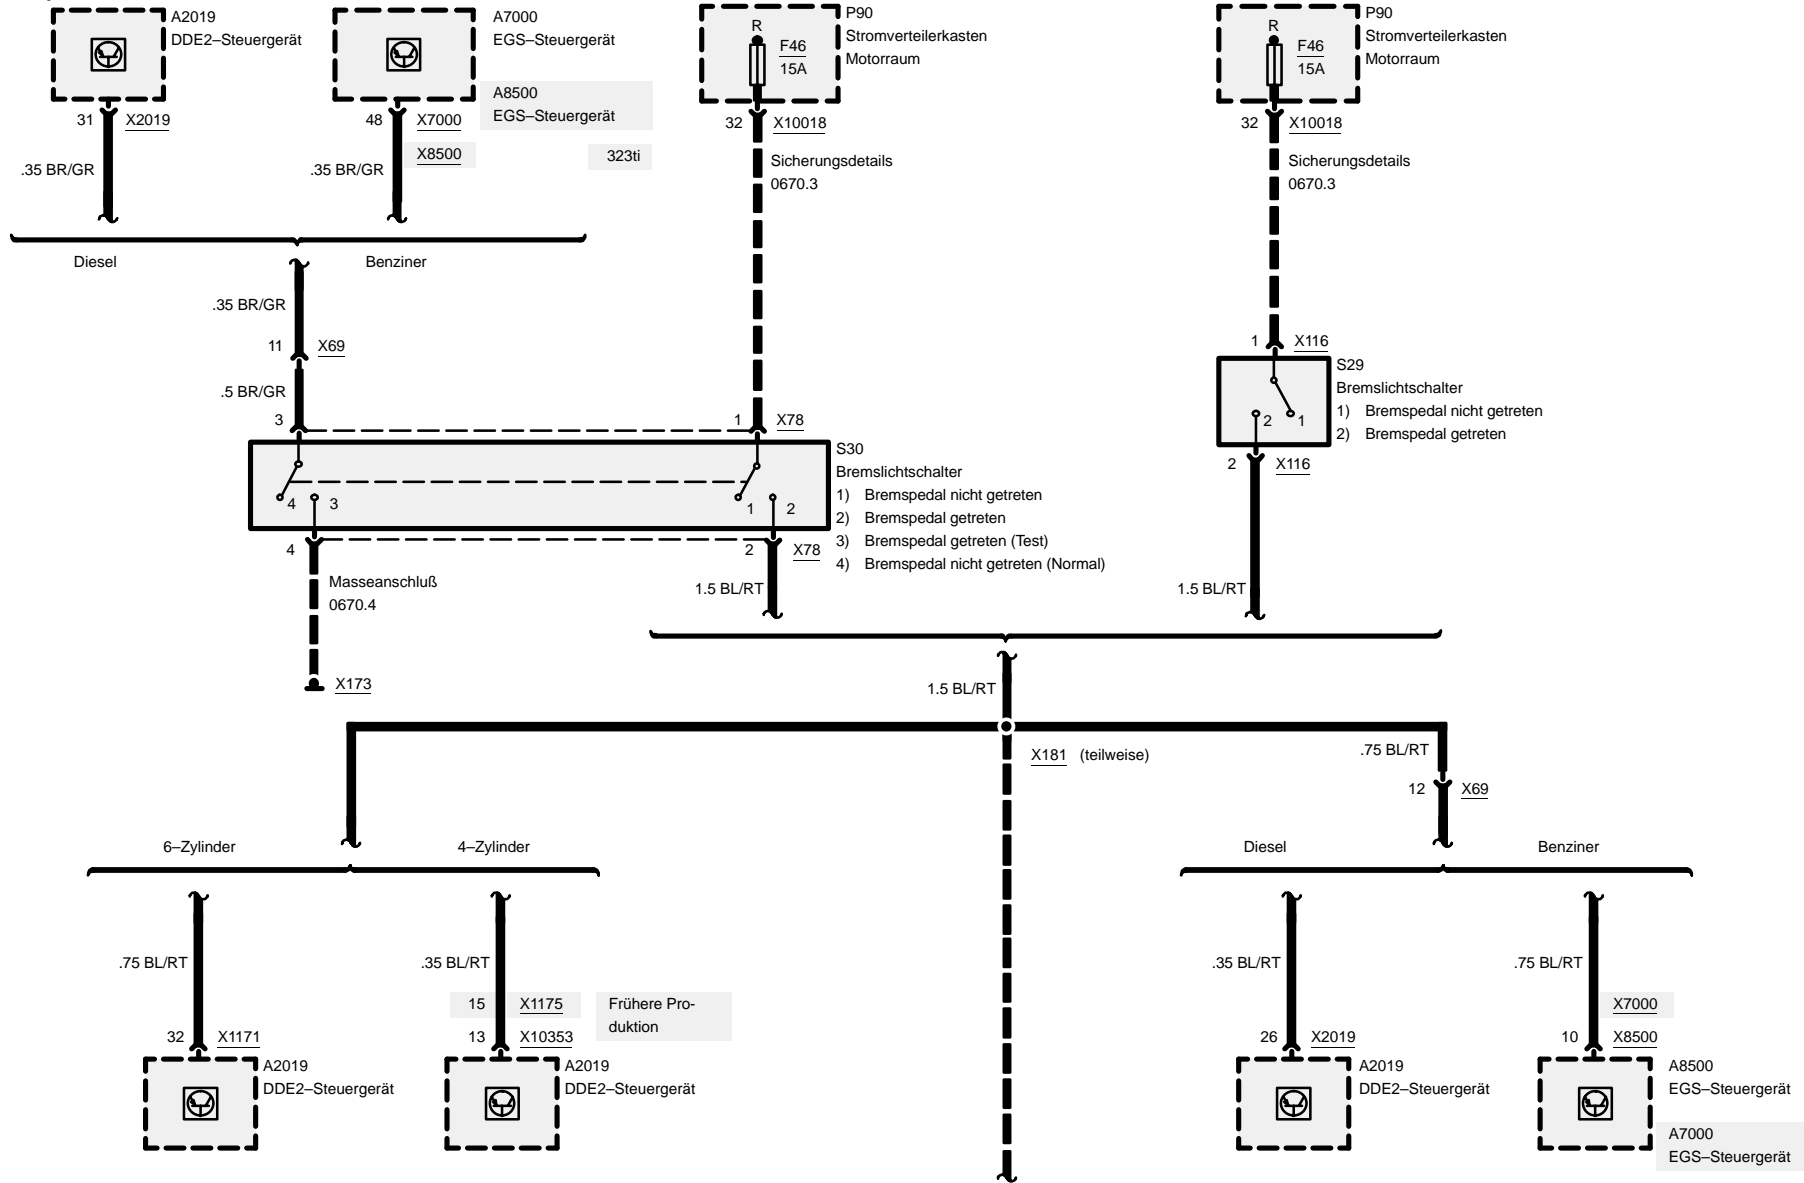 A2019
DDE2–Steuergerät
31 X2019
.35 BR/GR
A7000
EGS–Steuergerät
A8500
EGS–Steuergerät
48 X7000
X8500
323ti
.35 BR/GR
Diesel
Benziner
.35 BR/GR
11 X69
.5 BR/GR
3
R
F46
15A
P90
Stromverteilerkasten
Motorraum
32 X10018
Sicherungsdetails
0670.3
1 X78
S30
Bremslichtschalter
1) Bremspedal nicht getreten
2) Bremspedal getreten
3) Bremspedal getreten (Test)
4) Bremspedal nicht getreten (Normal)
4 3
1 2
4
2 X78
Masseanschluß
0670.4
X173
1.5 BL/RT
R
F46
15A
P90
Stromverteilerkasten
Motorraum
32 X10018
Sicherungsdetails
0670.3
1 X116
S29
Bremslichtschalter
1) Bremspedal nicht getreten
2) Bremspedal getreten
2 1
2 X116
1.5 BL/RT
1.5 BL/RT
X181 (teilweise)
.75 BL/RT
12 X69
6–Zylinder
4–Zylinder
.75 BL/RT
32 X1171
A2019
DDE2–Steuergerät
.35 BL/RT
15 X1175
Frühere Pro-
duktion
13 X10353
A2019
DDE2–Steuergerät
Diesel
Benziner
.35 BL/RT
26 X2019
A2019
DDE2–Steuergerät
.75 BL/RT
X7000
10 X8500
A8500
EGS–Steuergerät
A7000
EGS–Steuergerät